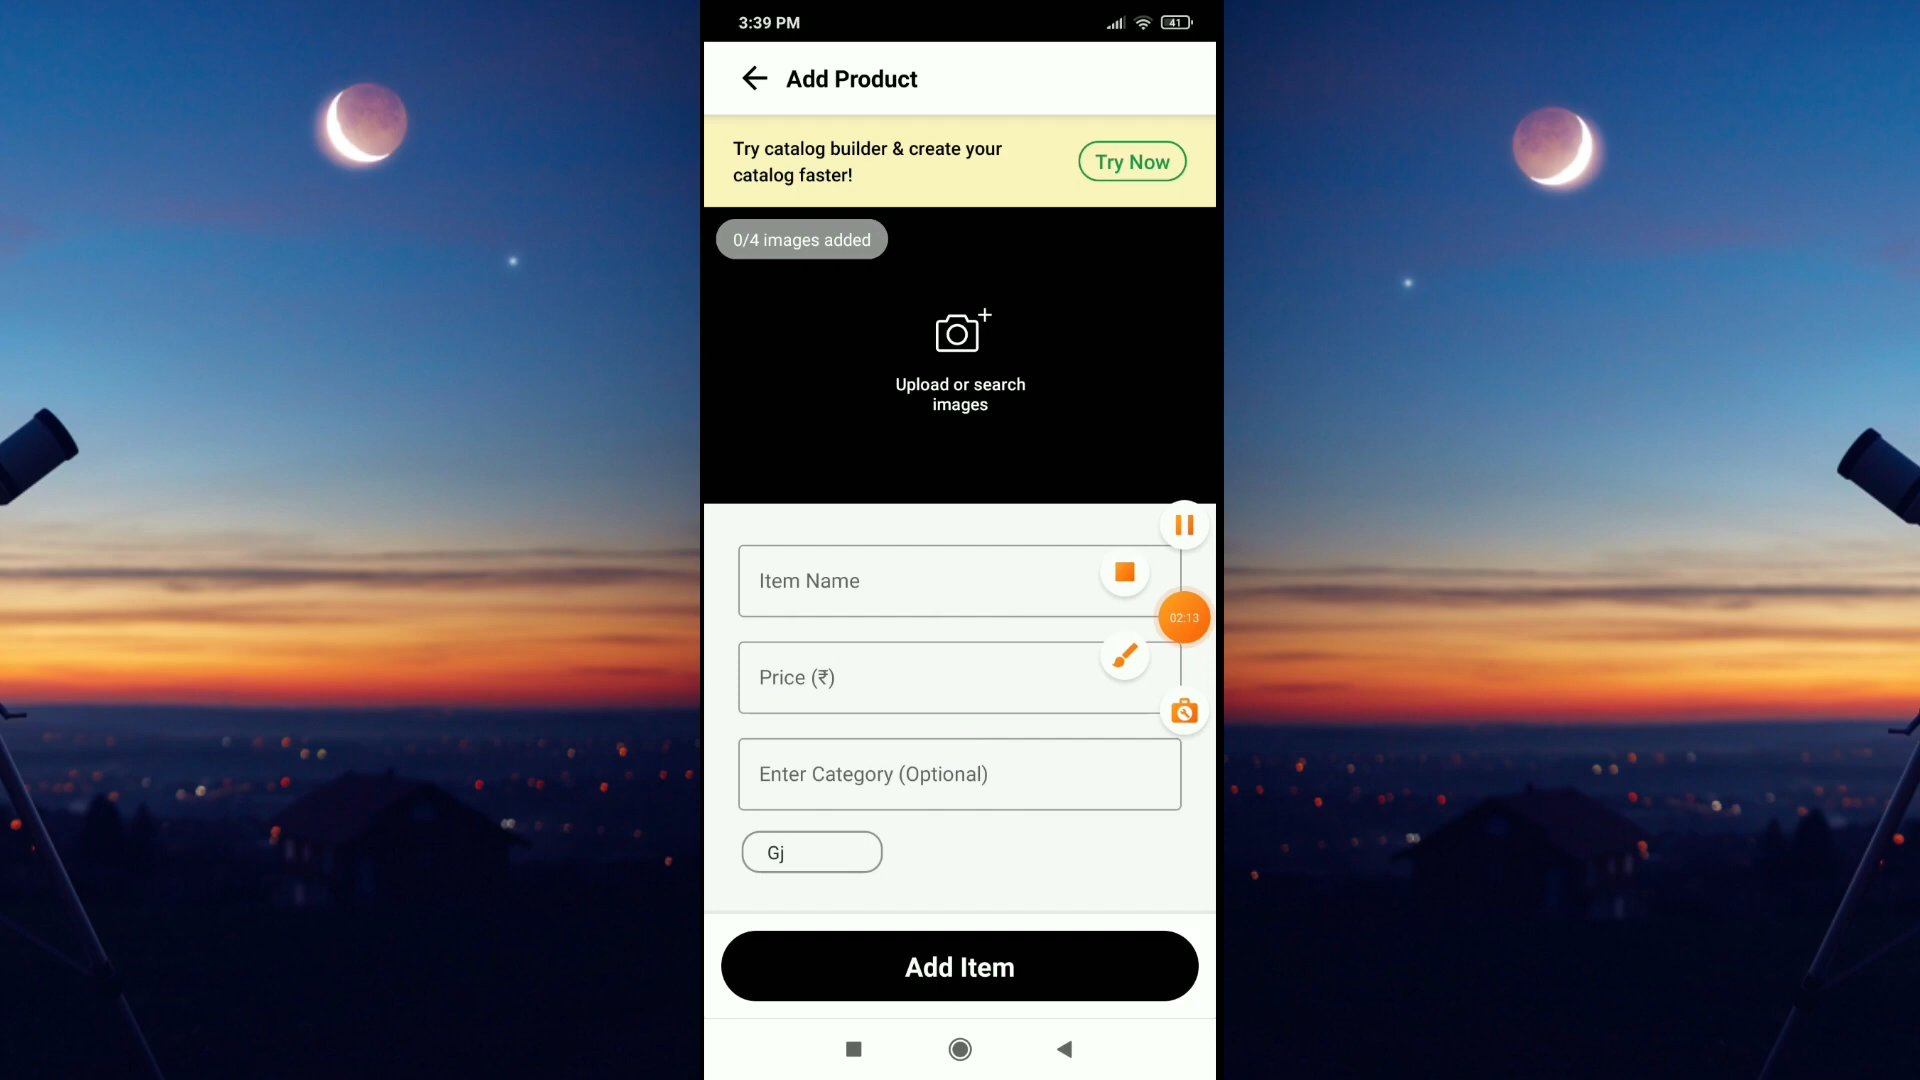 3:39 PM
41
Add Product
Try catalog builder & create your
catalog faster!
Try Now
0/4 images added
Upload or search
images
Item Name
02:13
Price (₹)
Enter Category (Optional)
Gj
Add Item